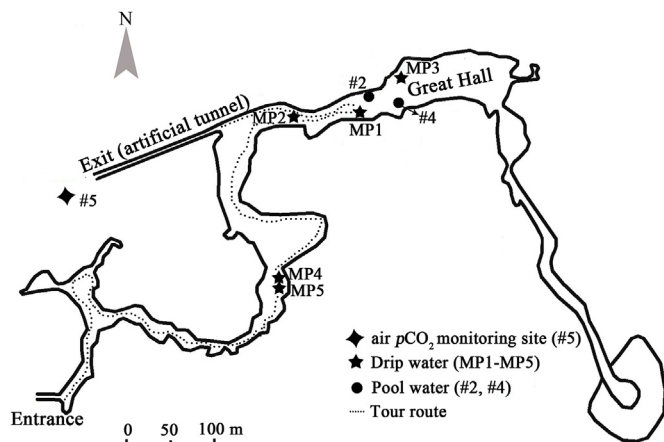 N
MP3
#2
Great Hall
MP2
MP1
#4
Exit (artificial tunnel)
#5
MP4
MP5
air pCO₂ monitoring site (#5)
Drip water (MP1-MP5)
Pool water (#2, #4)
Tour route
Entrance
0 50 100 m